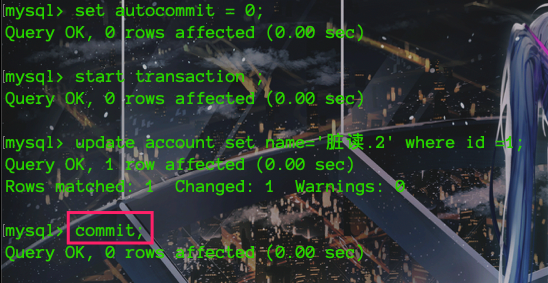 mysql> set autocommit = 0;
Query OK, 0 rows affected (0.00 sec)
mysql> start transaction ;
Query OK, 0 rows affected (0.00 sec)
mysql> update account set name='脏读.2' where id =1;
Query OK, 1 row affected (0.00 sec)
Rows matched: 1  Changed: 1  Warnings: 0
mysql> commit;
Query OK, 0 rows affected (0.00 sec)